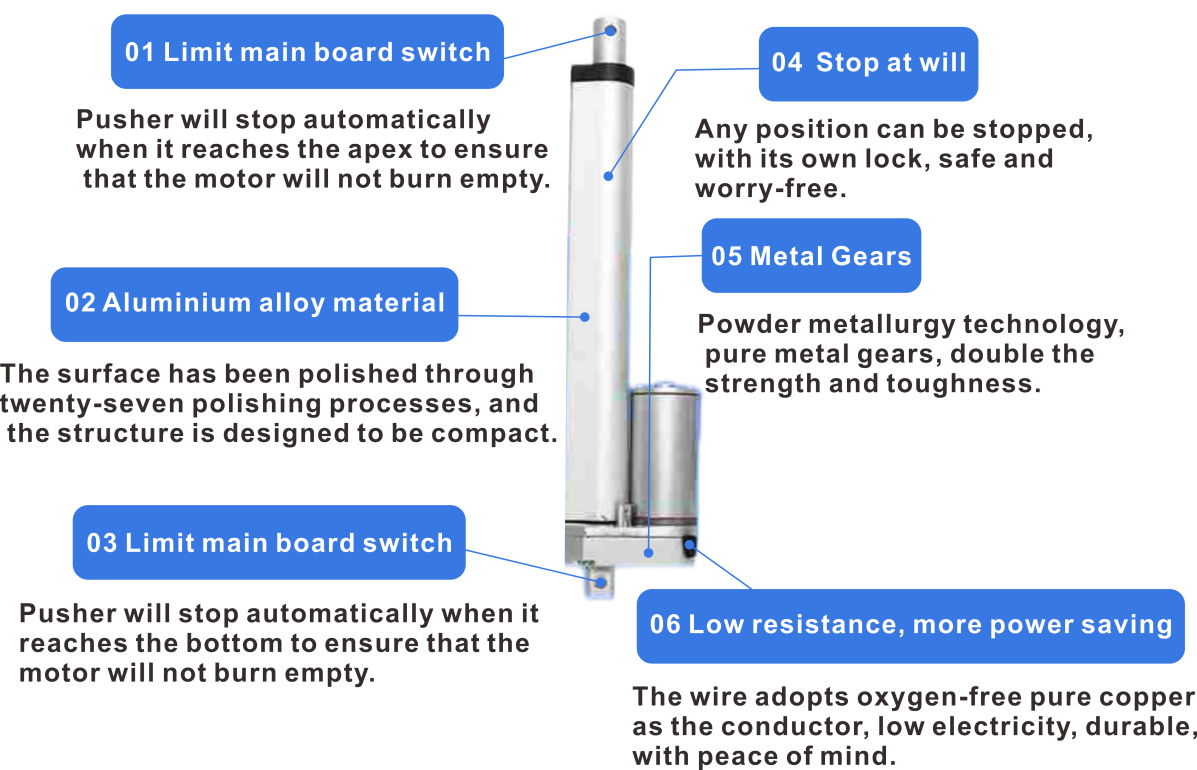 01 Limit main board switch
Pusher will stop automatically
when it reaches the apex to ensure
that the motor will not burn empty.
02 Aluminium alloy material
The surface has been polished through
twenty-seven polishing processes, and
the structure is designed to be compact.
03 Limit main board switch
Pusher will stop automatically when it
reaches the bottom to ensure that the
motor will not burn empty.
04 Stop at will
Any position can be stopped,
with its own lock, safe and
worry-free.
05 Metal Gears
Powder metallurgy technology,
pure metal gears, double the
strength and toughness.
06 Low resistance, more power saving
The wire adopts oxygen-free pure copper
as the conductor, low electricity, durable,
with peace of mind.